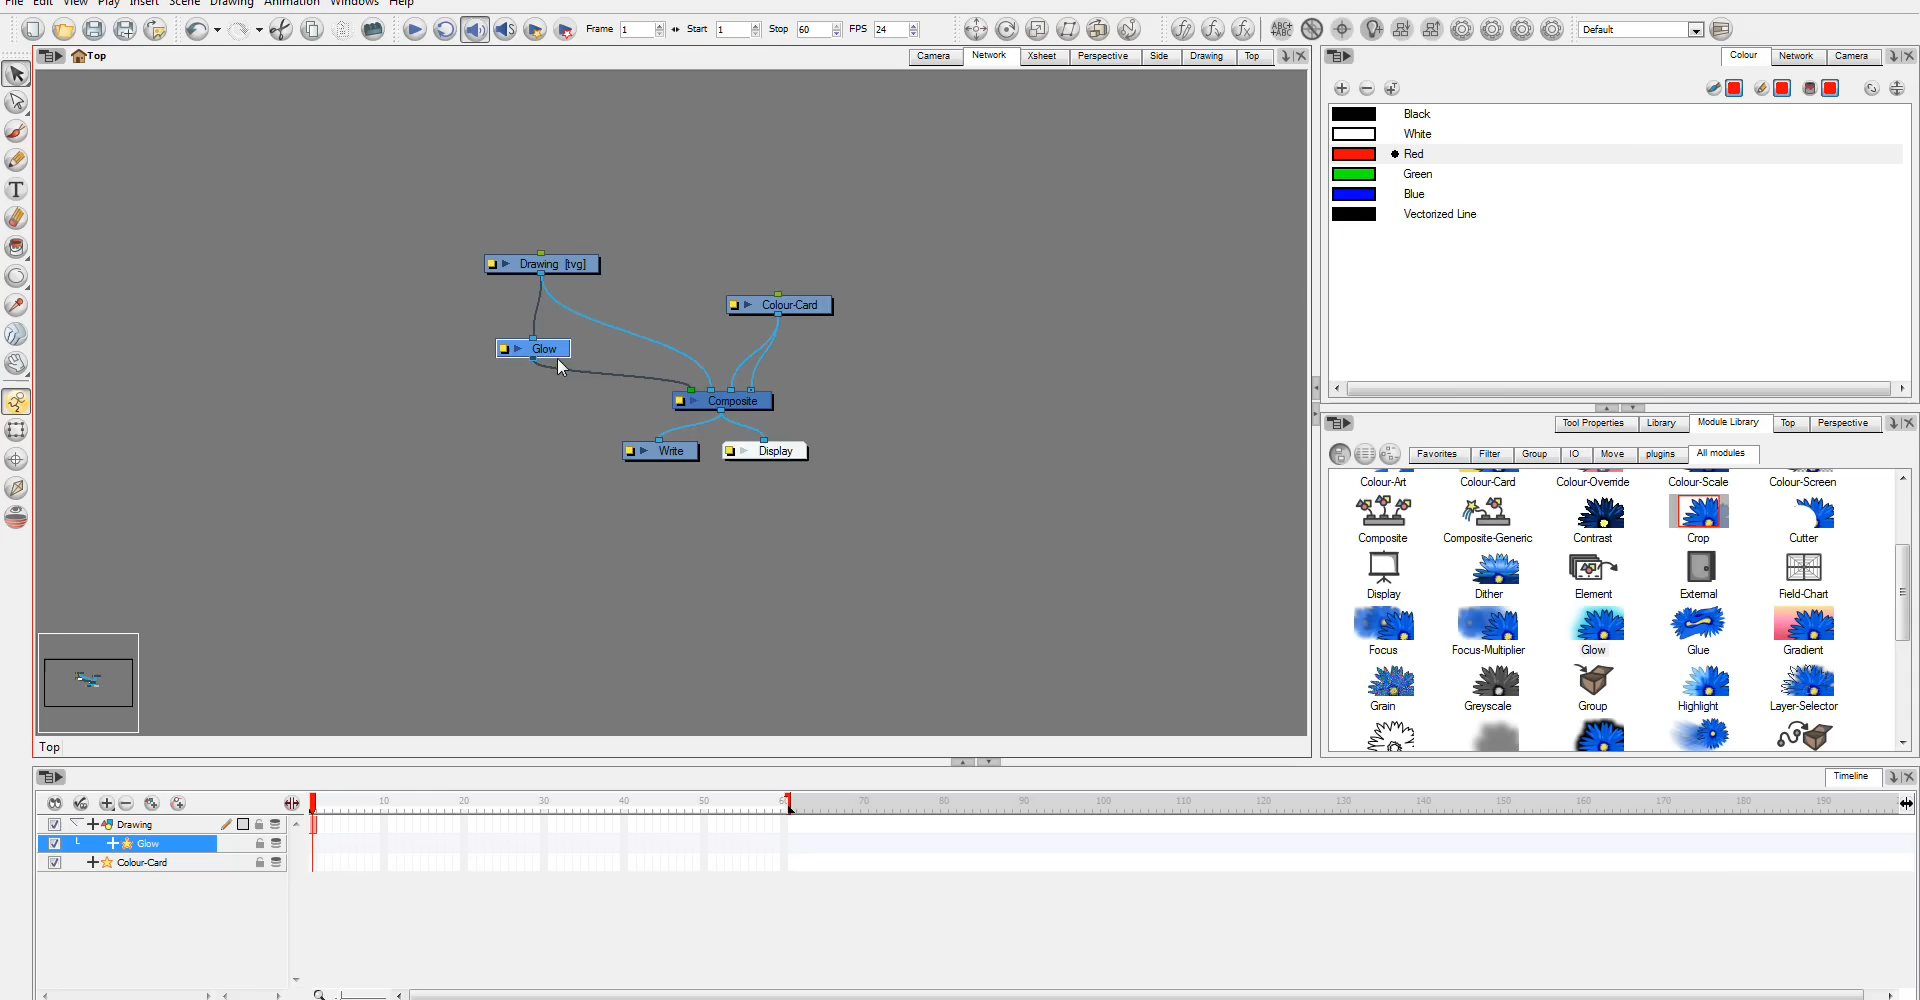 File Edit View Play Insert Scene Drawing Animation Windows Help
Frame 1 Start 1 Stop 60 FPS 24 Default
Top
Camera Network Xsheet Perspective Side Drawing Top
Colour Network Camera
Black
White
Red
Green
Blue
Vectorized Line
Drawing [tvg]
Colour-Card
Glow
Composite
Write Display
Tool Properties Library Module Library Top Perspective
Favorites Filter Group IO Move plugins All modules
Colour-Art Colour-Card Colour-Override Colour-Scale Colour-Screen
Composite Composite-Generic Contrast Crop Cutter
Display Dither Element External Field-Chart
Focus Focus-Multiplier Glow Glue Gradient
Grain Greyscale Group Highlight Layer-Selector
Top
Timeline
10 20 30 40 50 60 70 80 90 100 110 120 130 140 150 160 170 180 190
Drawing
Glow
Colour-Card